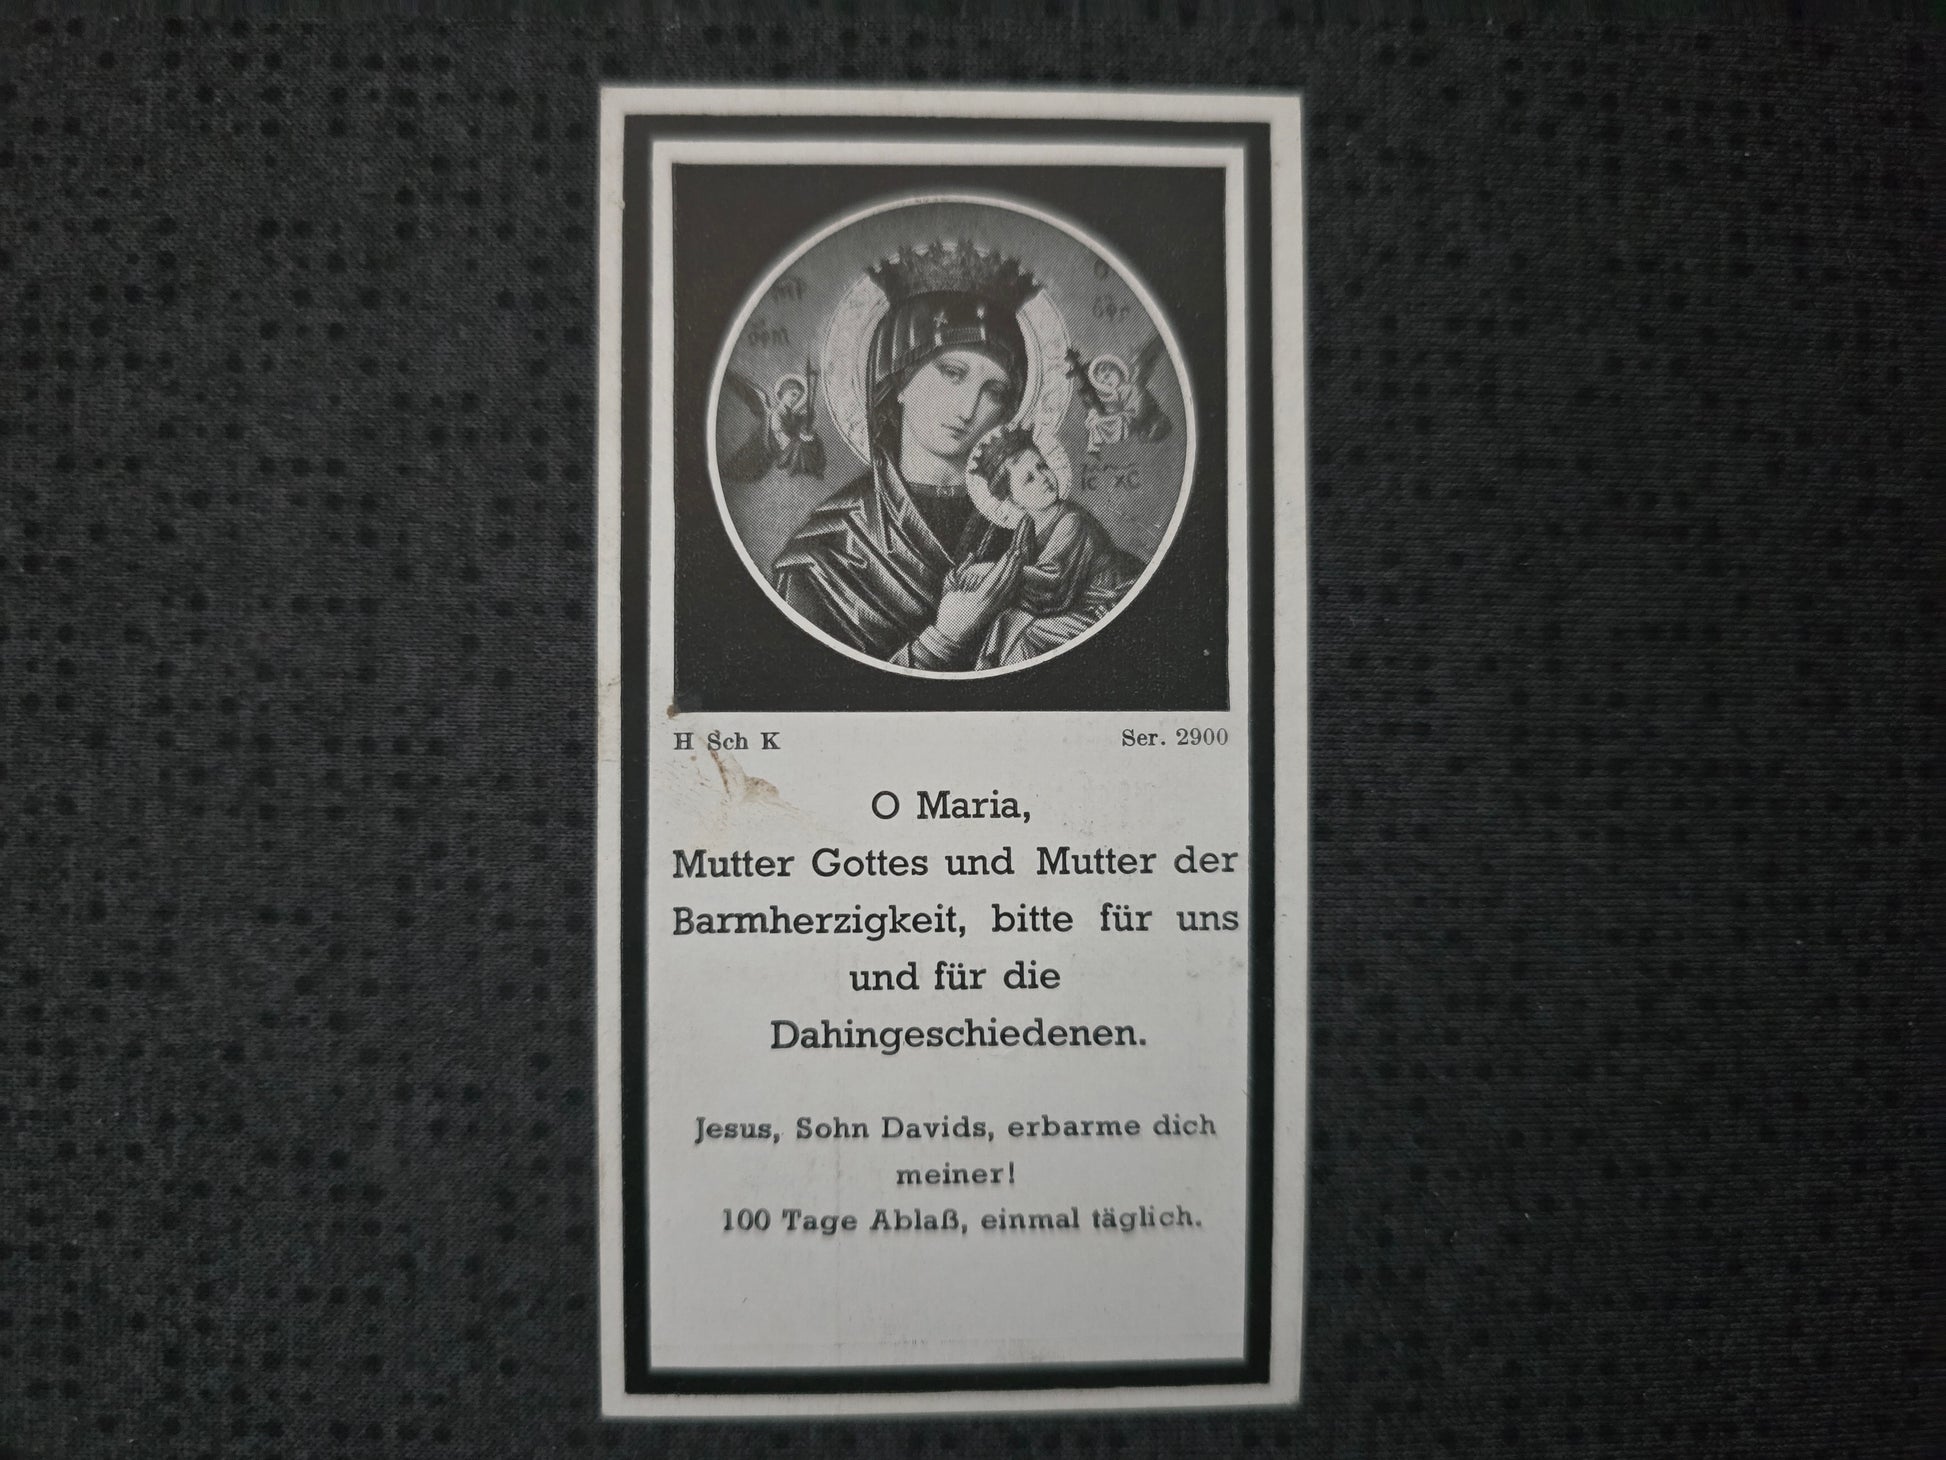 H Sch K
Ser. 2900
O Maria,
Mutter Gottes und Mutter der
Barmherzigkeit, bitte für uns
und für die
Dahingeschiedenen.
Jesus, Sohn Davids, erbarme dich
meiner!
100 Tage Ablaß, einmal täglich.